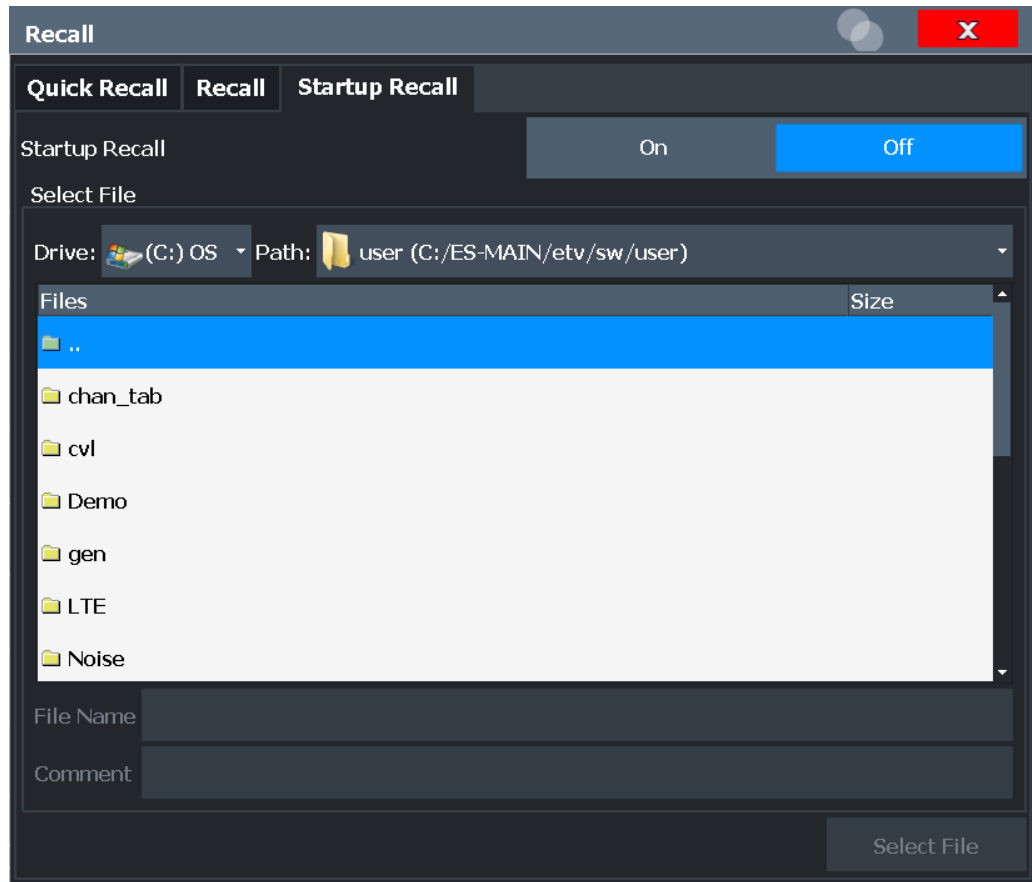 Recall
X
Quick Recall Recall Startup Recall
Startup Recall On Off
Select File
Drive: (C:) OS Path: user (C:/ES-MAIN/etv/sw/user)
Files Size
..
chan_tab
cvl
Demo
gen
LTE
Noise
File Name
Comment
Select File